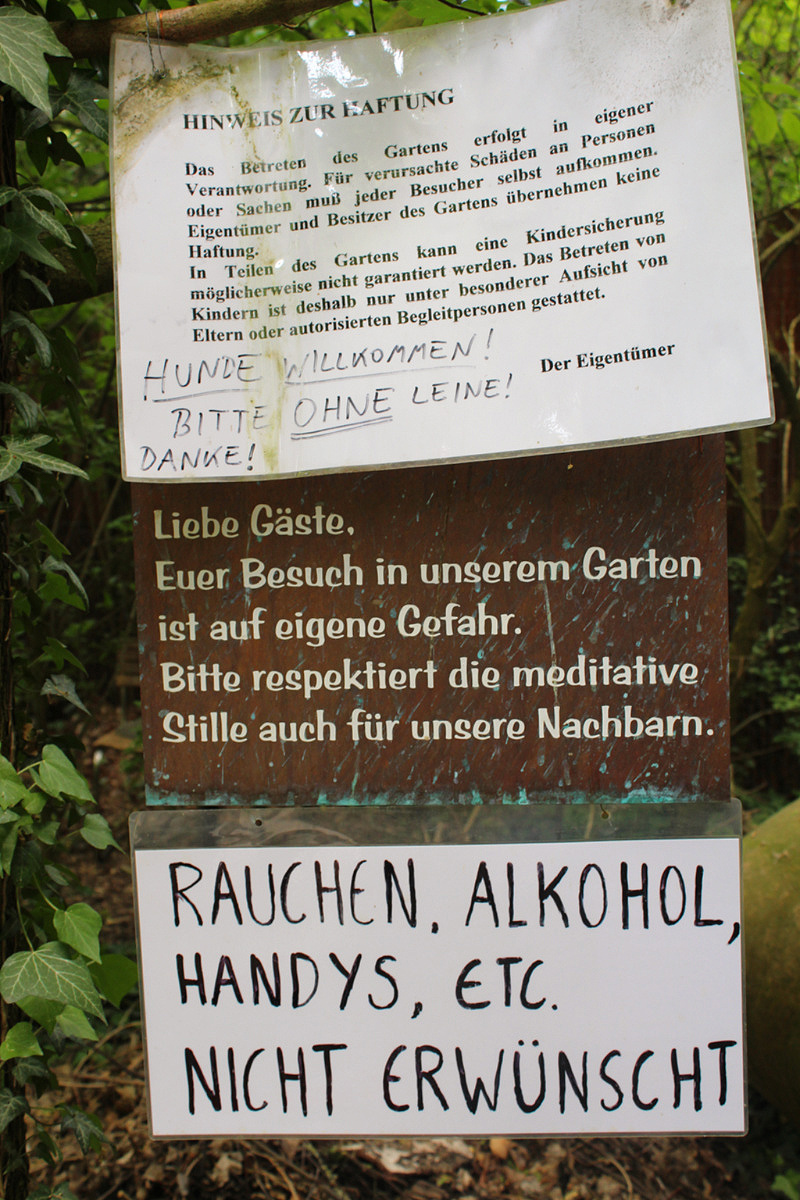 HINWEIS ZUR HAFTUNG
Das Betreten des Gartens erfolgt in eigener
Verantwortung. Für verursachte Schäden an Personen
oder Sachen muß jeder Besucher selbst aufkommen.
Eigentümer und Besitzer des Gartens übernehmen keine
Haftung.
In Teilen des Gartens kann eine Kindersicherung
möglicherweise nicht garantiert werden. Das Betreten von
Kindern ist deshalb nur unter besonderer Aufsicht von
Eltern oder autorisierten Begleitpersonen gestattet.
Der Eigentümer
HUNDE WILLKOMMEN!
BITTE OHNE LEINE!
DANKE!
Liebe Gäste,
Euer Besuch in unserem Garten
ist auf eigene Gefahr.
Bitte respektiert die meditative
Stille auch für unsere Nachbarn.
RAUCHEN, ALKOHOL,
HANDYS, ETC.
NICHT ERWÜNSCHT